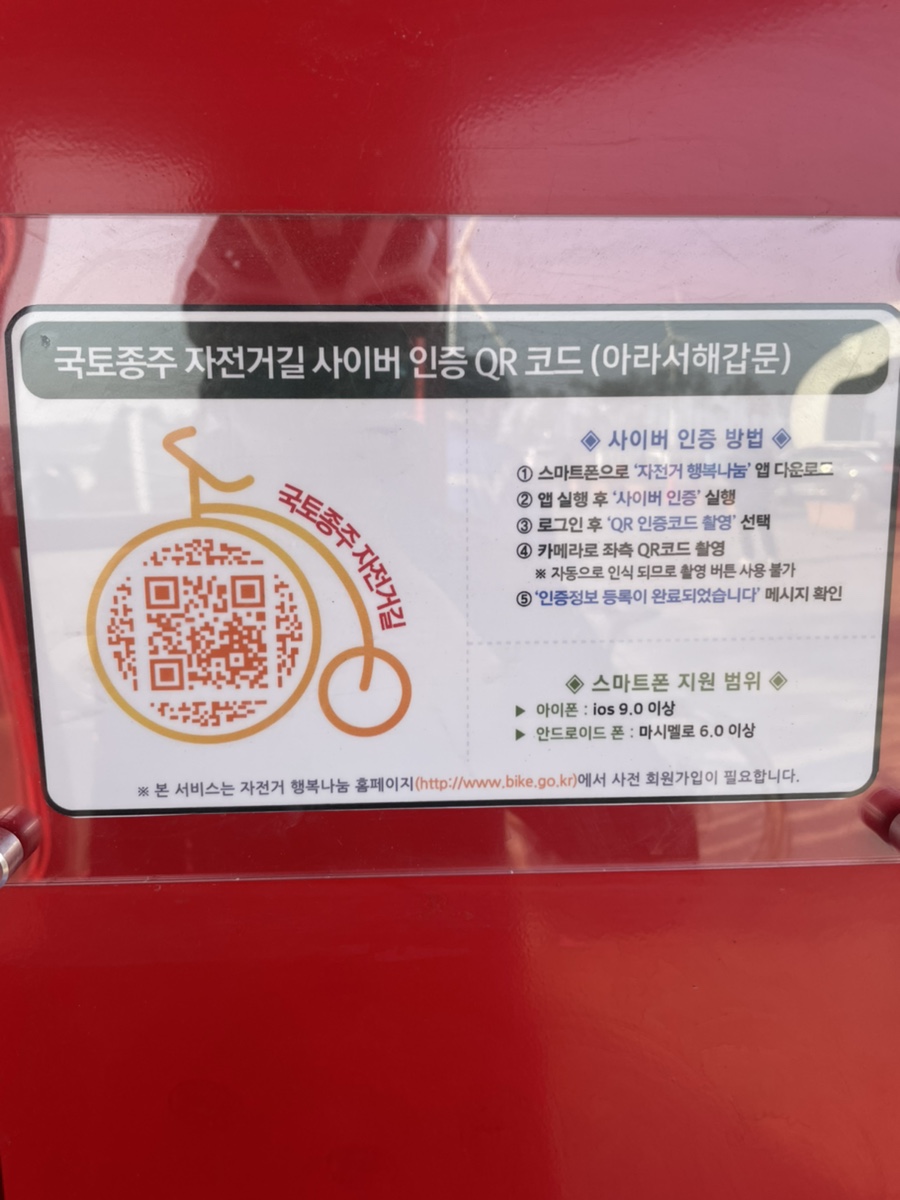 국토종주 자전거길 사이버 인증 QR 코드 (아라서해갑문)
국토종주 자전거길
◈ 사이버 인증 방법 ◈
① 스마트폰으로 '자전거 행복나눔' 앱 다운로드
② 앱 실행 후 '사이버 인증' 실행
③ 로그인 후 'QR 인증코드 촬영' 선택
④ 카메라로 좌측 QR코드 촬영
※ 자동으로 인식 되므로 촬영 버튼 사용 불가
⑤ '인증정보 등록이 완료되었습니다' 메시지 확인
◈ 스마트폰 지원 범위 ◈
▶ 아이폰 : ios 9.0 이상
▶ 안드로이드 폰 : 마시멜로 6.0 이상
※ 본 서비스는 자전거 행복나눔 홈페이지(http://www.bike.go.kr)에서 사전 회원가입이 필요합니다.